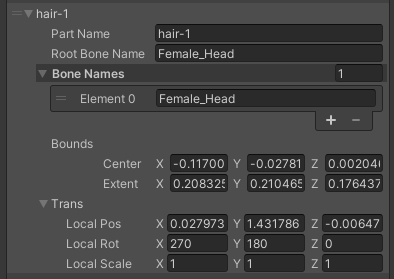 hair-1
Part Name hair-1
Root Bone Name Female_Head
Bone Names 1
Element 0 Female_Head
+ −
Bounds
Center X -0.11700 Y -0.02781 Z 0.00204
Extent X 0.208325 Y 0.210465 Z 0.176437
Trans
Local Pos X 0.027973 Y 1.431786 Z -0.00647
Local Rot X 270 Y 180 Z 0
Local Scale X 1 Y 1 Z 1